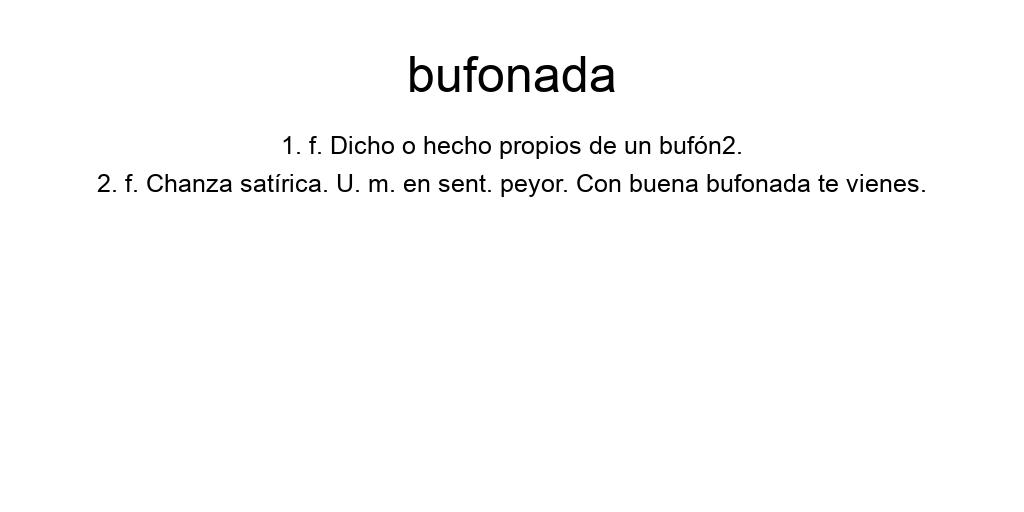 bufonada
1. f. Dicho o hecho propios de un bufón2.
2. f. Chanza satírica. U. m. en sent. peyor. Con buena bufonada te vienes.